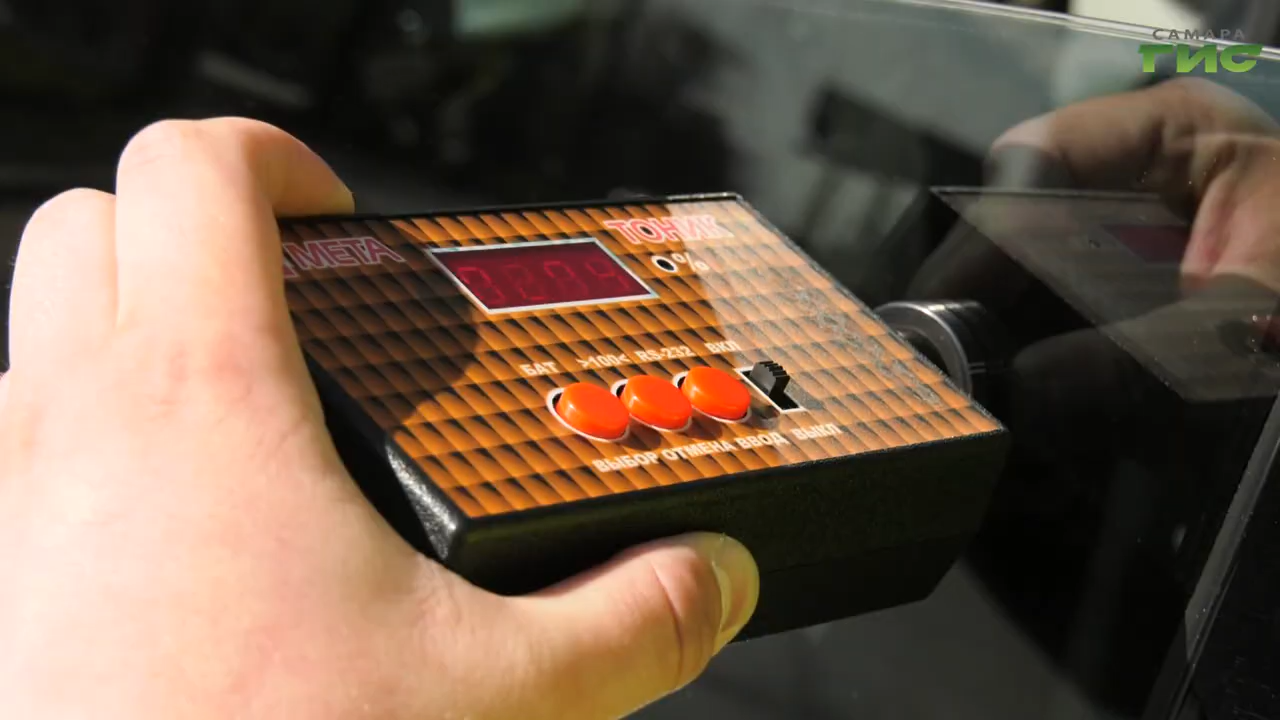 САМАРА
ГИС
МЕТА
ТОНИК
%
БАТ >100< RS-232 ВКЛ
ВЫБОР ОТМЕНА ВВОД ВЫКЛ